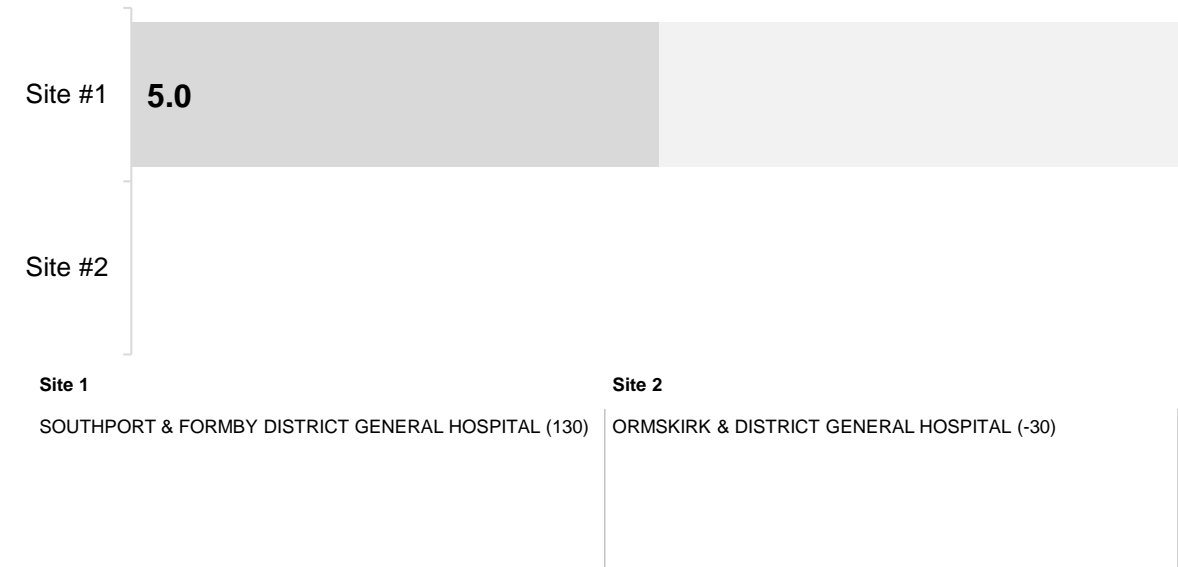 Site #1
5.0
Site #2
Site 1
Site 2
SOUTHPORT & FORMBY DISTRICT GENERAL HOSPITAL (130)
ORMSKIRK & DISTRICT GENERAL HOSPITAL (-30)